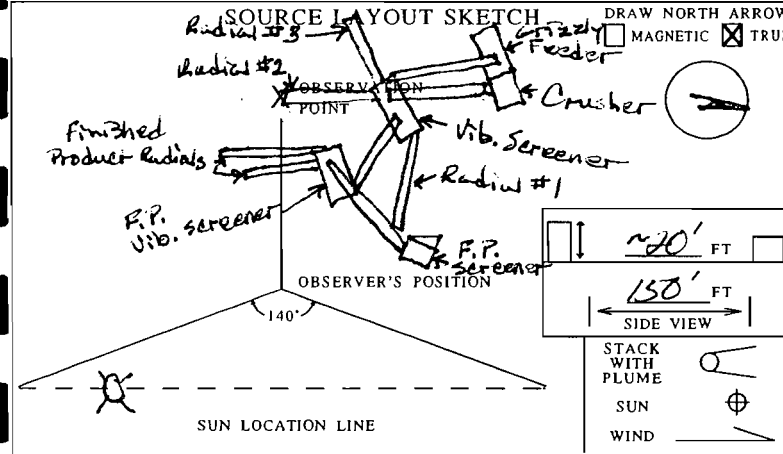 SOURCE LAYOUT SKETCH
DRAW NORTH ARROW
MAGNETIC TRU
Radial #3
Grizzly
Feeder
Radial #2
OBSERVATION
POINT
Crusher
Finished
Product Radials
Vib. Screener
Radial #1
F.P.
Vib. screener
F.P.
Screener
~20' FT
OBSERVER'S POSITION
150' FT
SIDE VIEW
140°
STACK
WITH
PLUME
SUN
WIND
SUN LOCATION LINE